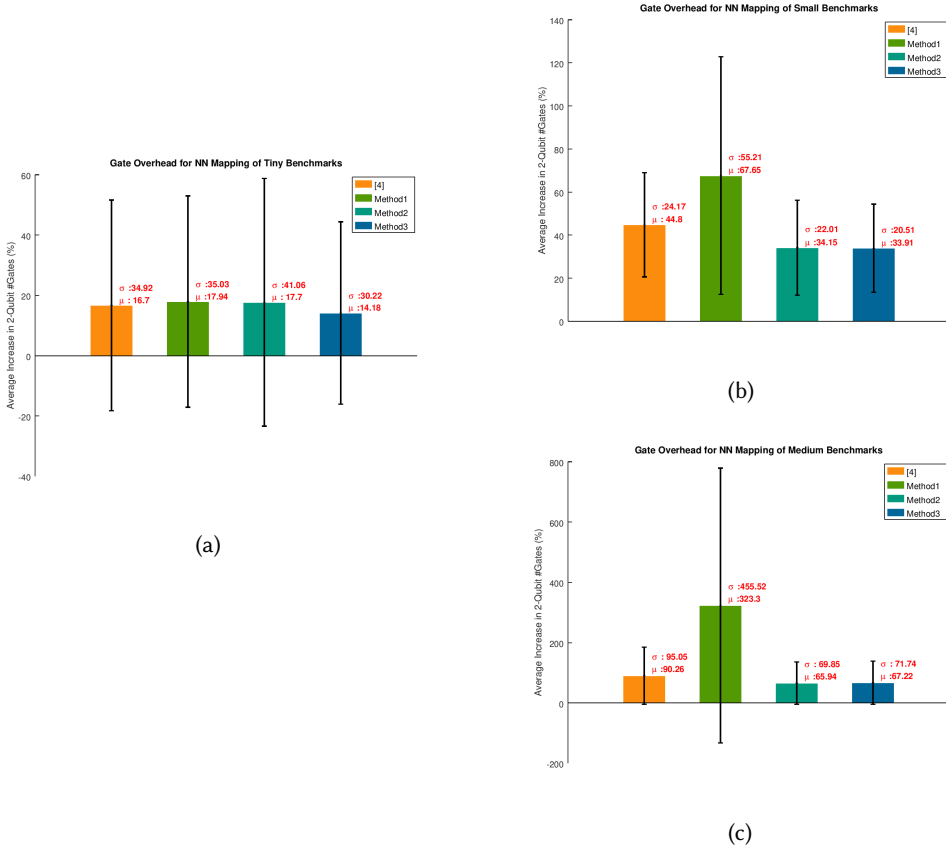 Gate Overhead for NN Mapping of Tiny Benchmarks
Average Increase in 2-Qubit #Gates (%)
60
40
20
0
-20
-40
[4]
Method1
Method2
Method3
σ :34.92
μ : 16.7
σ :35.03
μ :17.94
σ :41.06
μ : 17.7
σ :30.22
μ :14.18
(a)
Gate Overhead for NN Mapping of Small Benchmarks
Average Increase in 2-Qubit #Gates (%)
140
120
100
80
60
40
20
0
[4]
Method1
Method2
Method3
σ :24.17
μ : 44.8
σ :55.21
μ :67.65
σ :22.01
μ :34.15
σ :20.51
μ :33.91
(b)
Gate Overhead for NN Mapping of Medium Benchmarks
Average Increase in 2-Qubit #Gates (%)
800
600
400
200
0
-200
[4]
Method1
Method2
Method3
σ : 95.05
μ :90.26
σ :455.52
μ :323.3
σ : 69.85
μ :65.94
σ : 71.74
μ :67.22
(c)